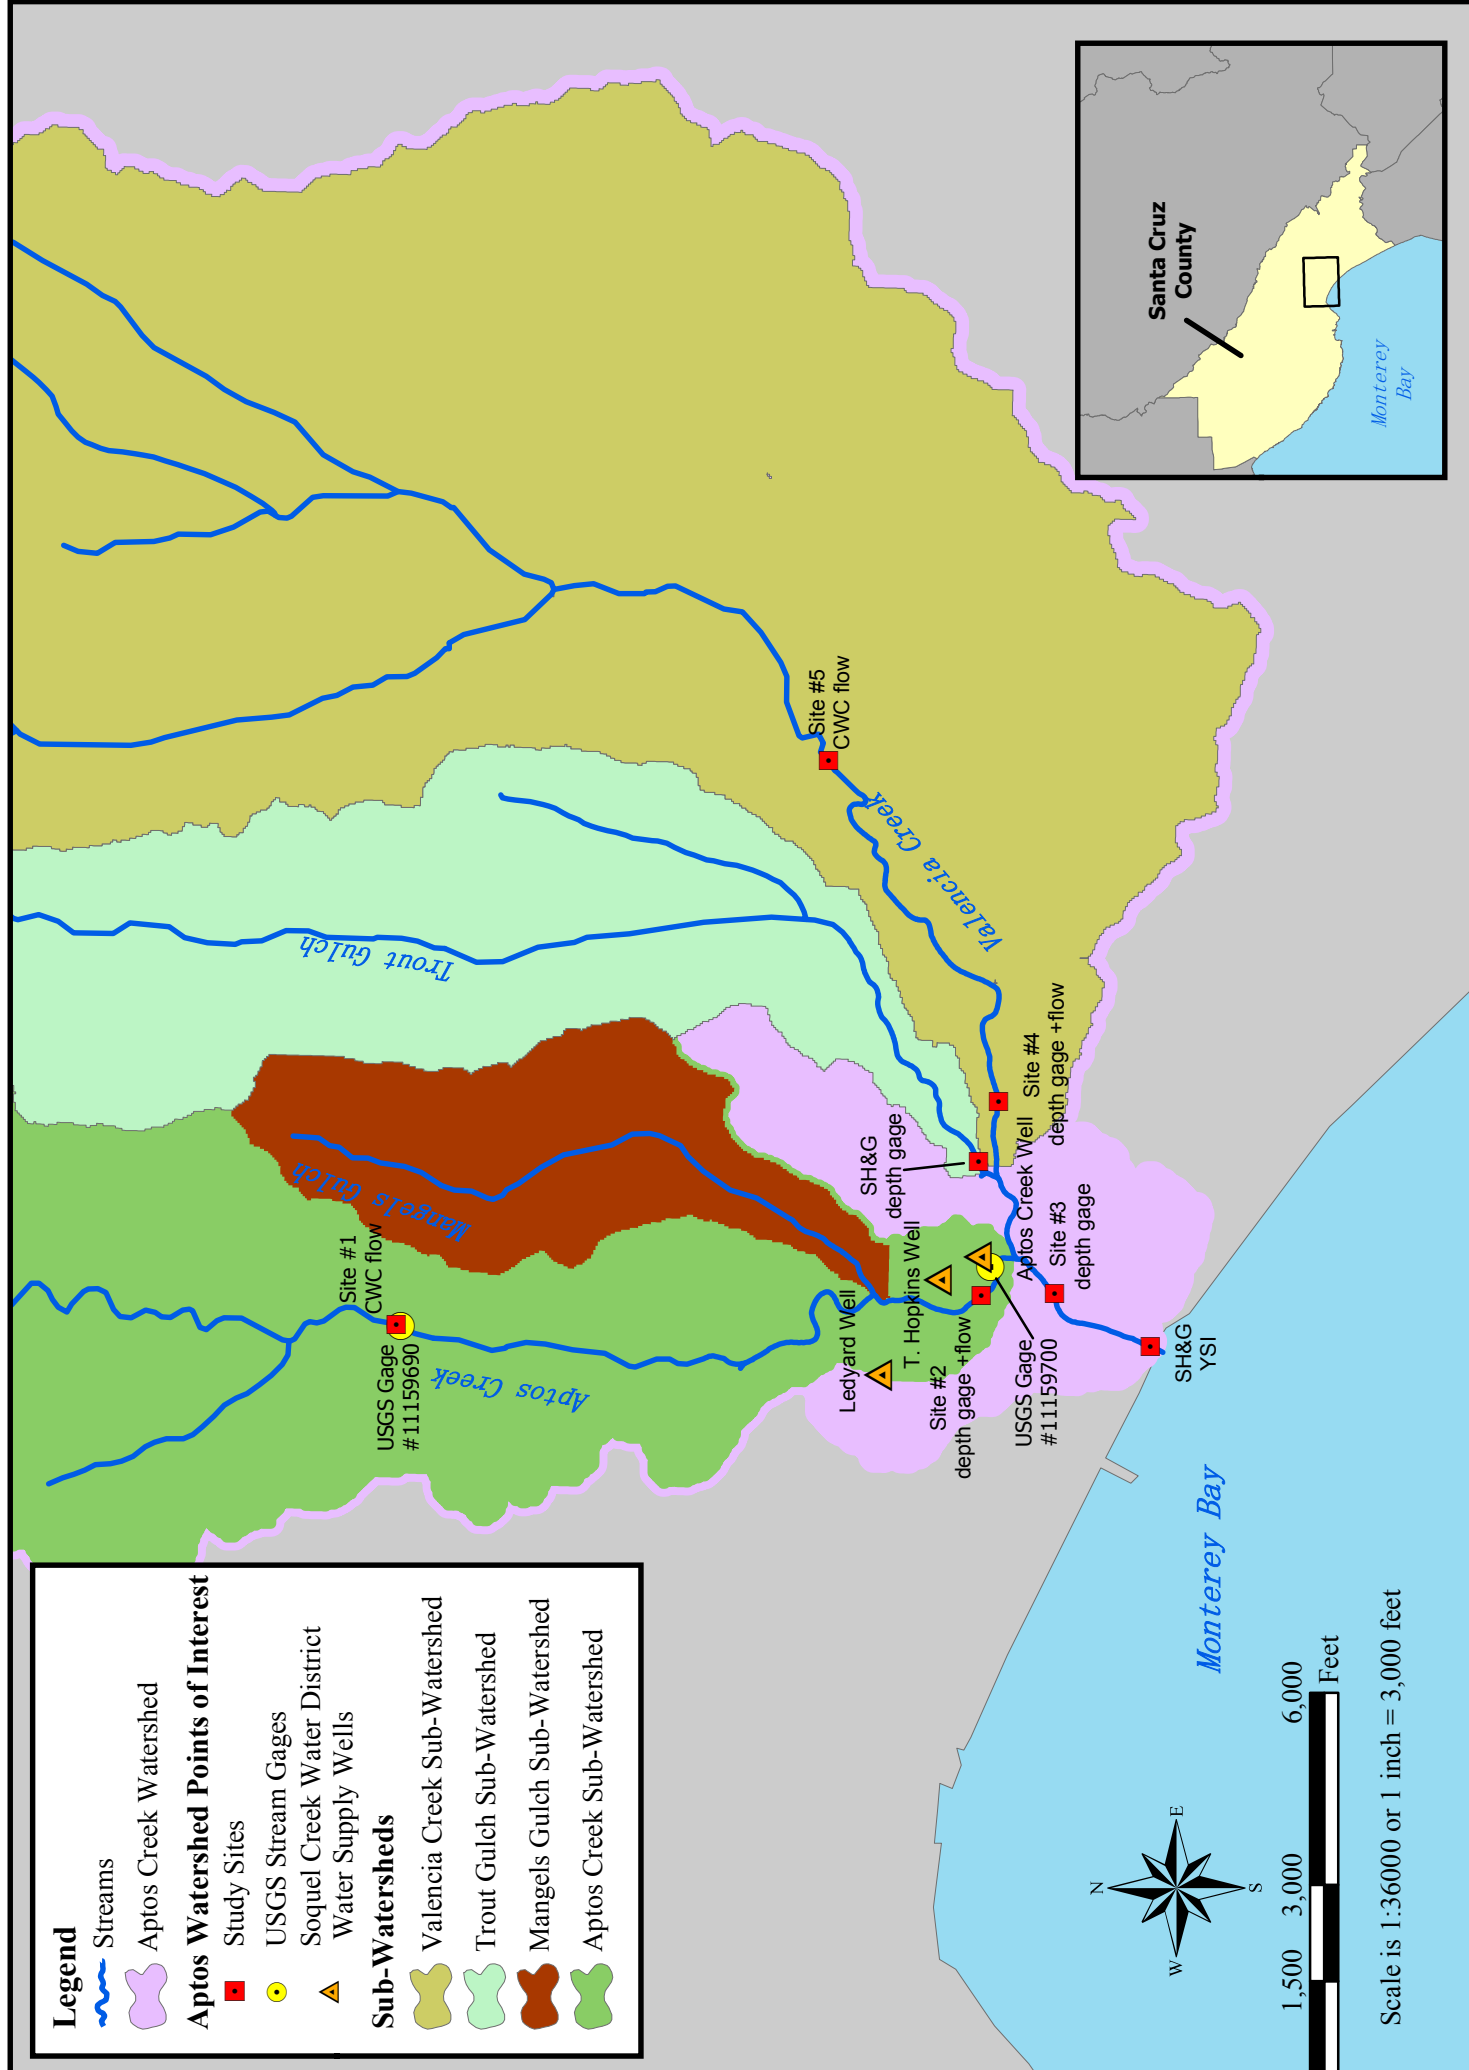 Legend
Streams
Aptos Creek Watershed
Aptos Watershed Points of Interest
Study Sites
USGS Stream Gages
Soquel Creek Water District
Water Supply Wells
Sub-Watersheds
Valencia Creek Sub-Watershed
Trout Gulch Sub-Watershed
Mangels Gulch Sub-Watershed
Aptos Creek Sub-Watershed
Site #1
CWC flow
USGS Gage
#11159690
Aptos Creek
Mangels Gulch
Trout Gulch
Valencia Creek
Site #5
CWC flow
Ledyard Well
T. Hopkins Well
SH&G
depth gage
Site #2
depth gage +flow
USGS Gage
#11159700
Aptos Creek Well
Site #4
depth gage +flow
Site #3
depth gage
SH&G
YSI
Monterey Bay
N
W
E
S
1,500
3,000
6,000
Feet
Scale is 1:36000 or 1 inch = 3,000 feet
Santa Cruz
County
Monterey
Bay